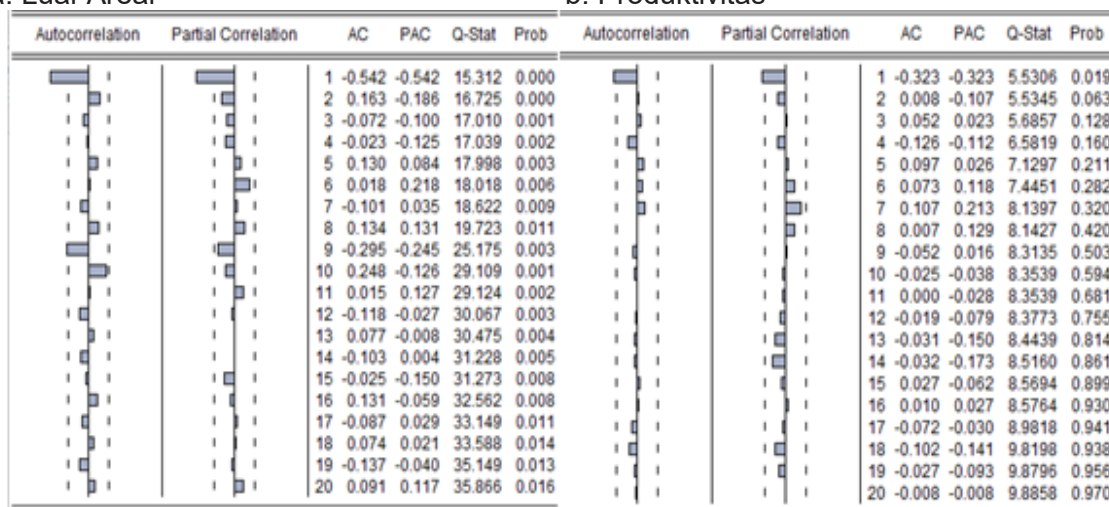 a. Luar Areal
b. Produktivitas
Autocorrelation Partial Correlation AC PAC Q-Stat Prob
1 -0.542 -0.542 15.312 0.000
2 0.163 -0.186 16.725 0.000
3 -0.072 -0.100 17.010 0.001
4 -0.023 -0.125 17.039 0.002
5 0.130 0.084 17.998 0.003
6 0.018 0.218 18.018 0.006
7 -0.101 0.035 18.622 0.009
8 0.134 0.131 19.723 0.011
9 -0.295 -0.245 25.175 0.003
10 0.248 -0.126 29.109 0.001
11 0.015 0.127 29.124 0.002
12 -0.118 -0.027 30.067 0.003
13 0.077 -0.008 30.475 0.004
14 -0.103 0.004 31.228 0.005
15 -0.025 -0.150 31.273 0.008
16 0.131 -0.059 32.562 0.008
17 -0.087 0.029 33.149 0.011
18 0.074 0.021 33.588 0.014
19 -0.137 -0.040 35.149 0.013
20 0.091 0.117 35.866 0.016
Autocorrelation Partial Correlation AC PAC Q-Stat Prob
1 -0.323 -0.323 5.5306 0.019
2 0.008 -0.107 5.5345 0.063
3 0.052 0.023 5.6857 0.128
4 -0.126 -0.112 6.5819 0.160
5 0.097 0.026 7.1297 0.211
6 0.073 0.118 7.4451 0.282
7 0.107 0.213 8.1397 0.320
8 0.007 0.129 8.1427 0.420
9 -0.052 0.016 8.3135 0.503
10 -0.025 -0.038 8.3539 0.594
11 0.000 -0.028 8.3539 0.681
12 -0.019 -0.079 8.3773 0.755
13 -0.031 -0.150 8.4439 0.814
14 -0.032 -0.173 8.5160 0.861
15 0.027 -0.062 8.5694 0.899
16 0.010 0.027 8.5764 0.930
17 -0.072 -0.030 8.9818 0.941
18 -0.102 -0.141 9.8198 0.938
19 -0.027 -0.093 9.8796 0.956
20 -0.008 -0.008 9.8858 0.970